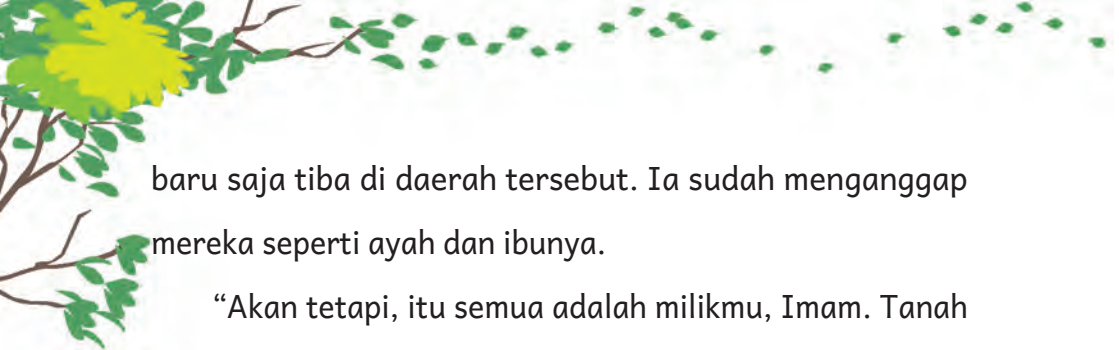 baru saja tiba di daerah tersebut. Ia sudah menganggap
mereka seperti ayah dan ibunya.
“Akan tetapi, itu semua adalah milikmu, Imam. Tanah